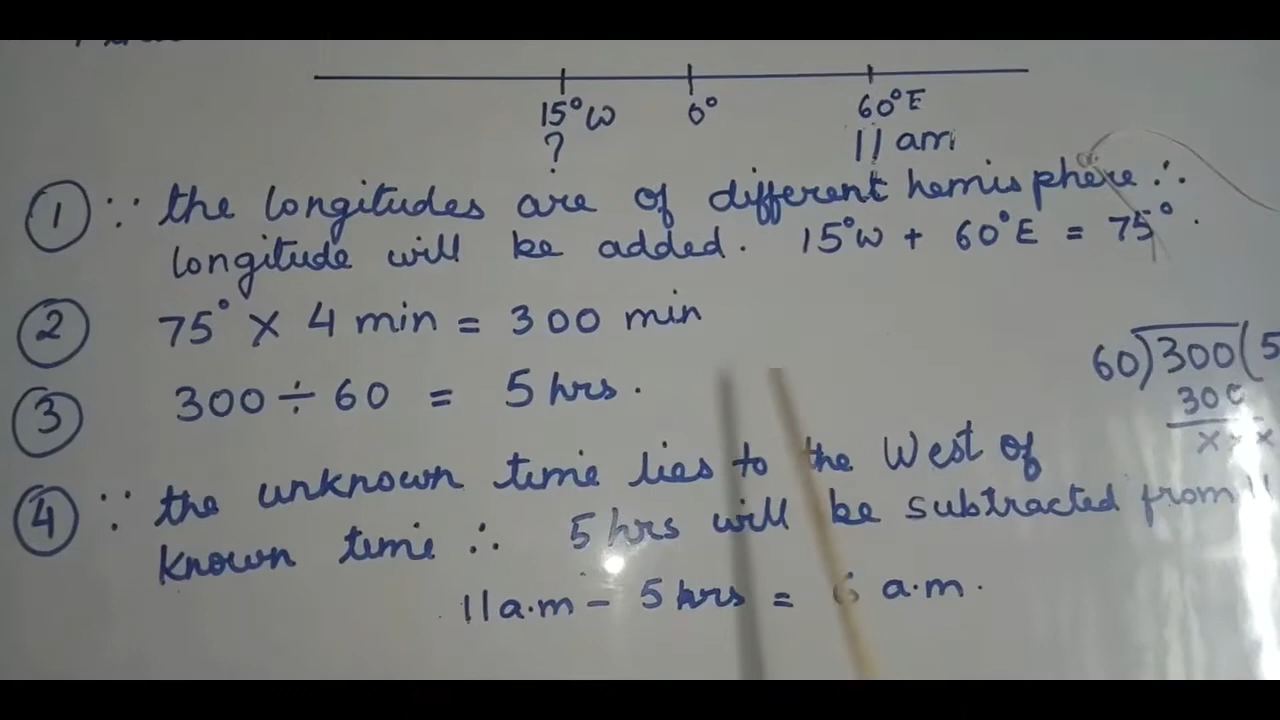 15°W 0° 60°E
? 11 am
① ∵ the longitudes are of different hemisphere ∴
longitude will be added. 15°W + 60°E = 75°.
② 75° × 4 min = 300 min
③ 300 ÷ 60 = 5 hrs.
60)300(5
300
× × ×
④ ∵ the unknown time lies to the West of
known time ∴ 5 hrs will be subtracted from
11 a.m - 5 hrs = 6 a.m.